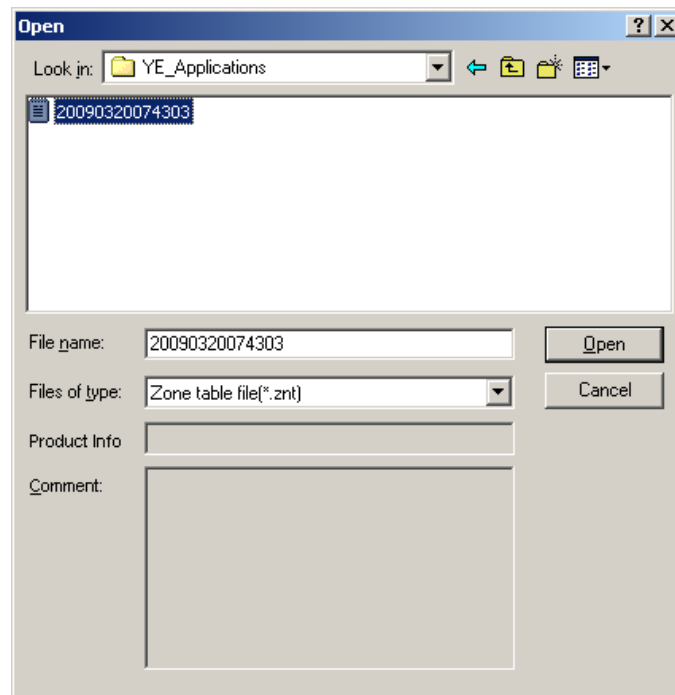 Open
Look in: YE_Applications
20090320074303
File name: 20090320074303 Open
Files of type: Zone table file(*.znt) Cancel
Product Info
Comment: